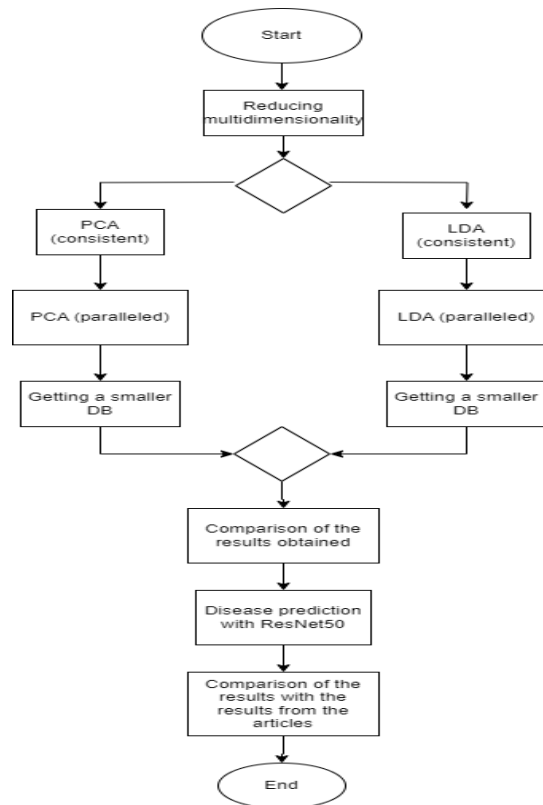 Start
Reducing
multidimensionality
PCA
(consistent)
LDA
(consistent)
PCA (paralleled)
LDA (paralleled)
Getting a smaller
DB
Getting a smaller
DB
Comparison of the
results obtained
Disease prediction
with ResNet50
Comparison of the
results with the
results from the
articles
End